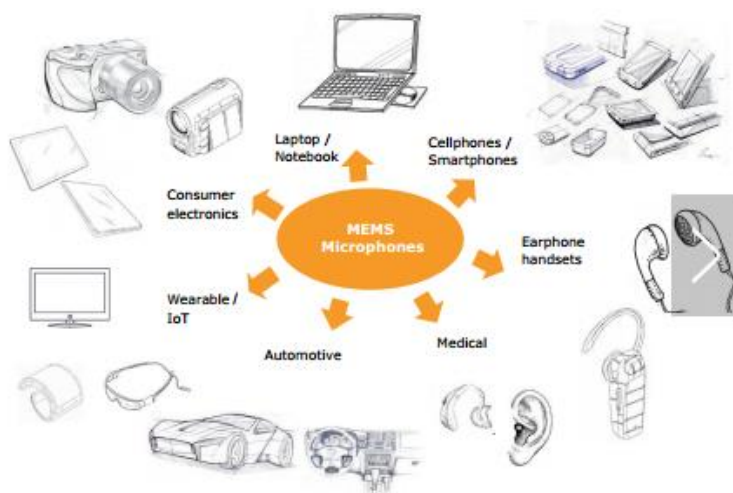 Laptop /
Notebook
Cellphones /
Smartphones
Consumer
electronics
MEMS
Microphones
Earphone
handsets
Wearable /
IoT
Automotive
Medical